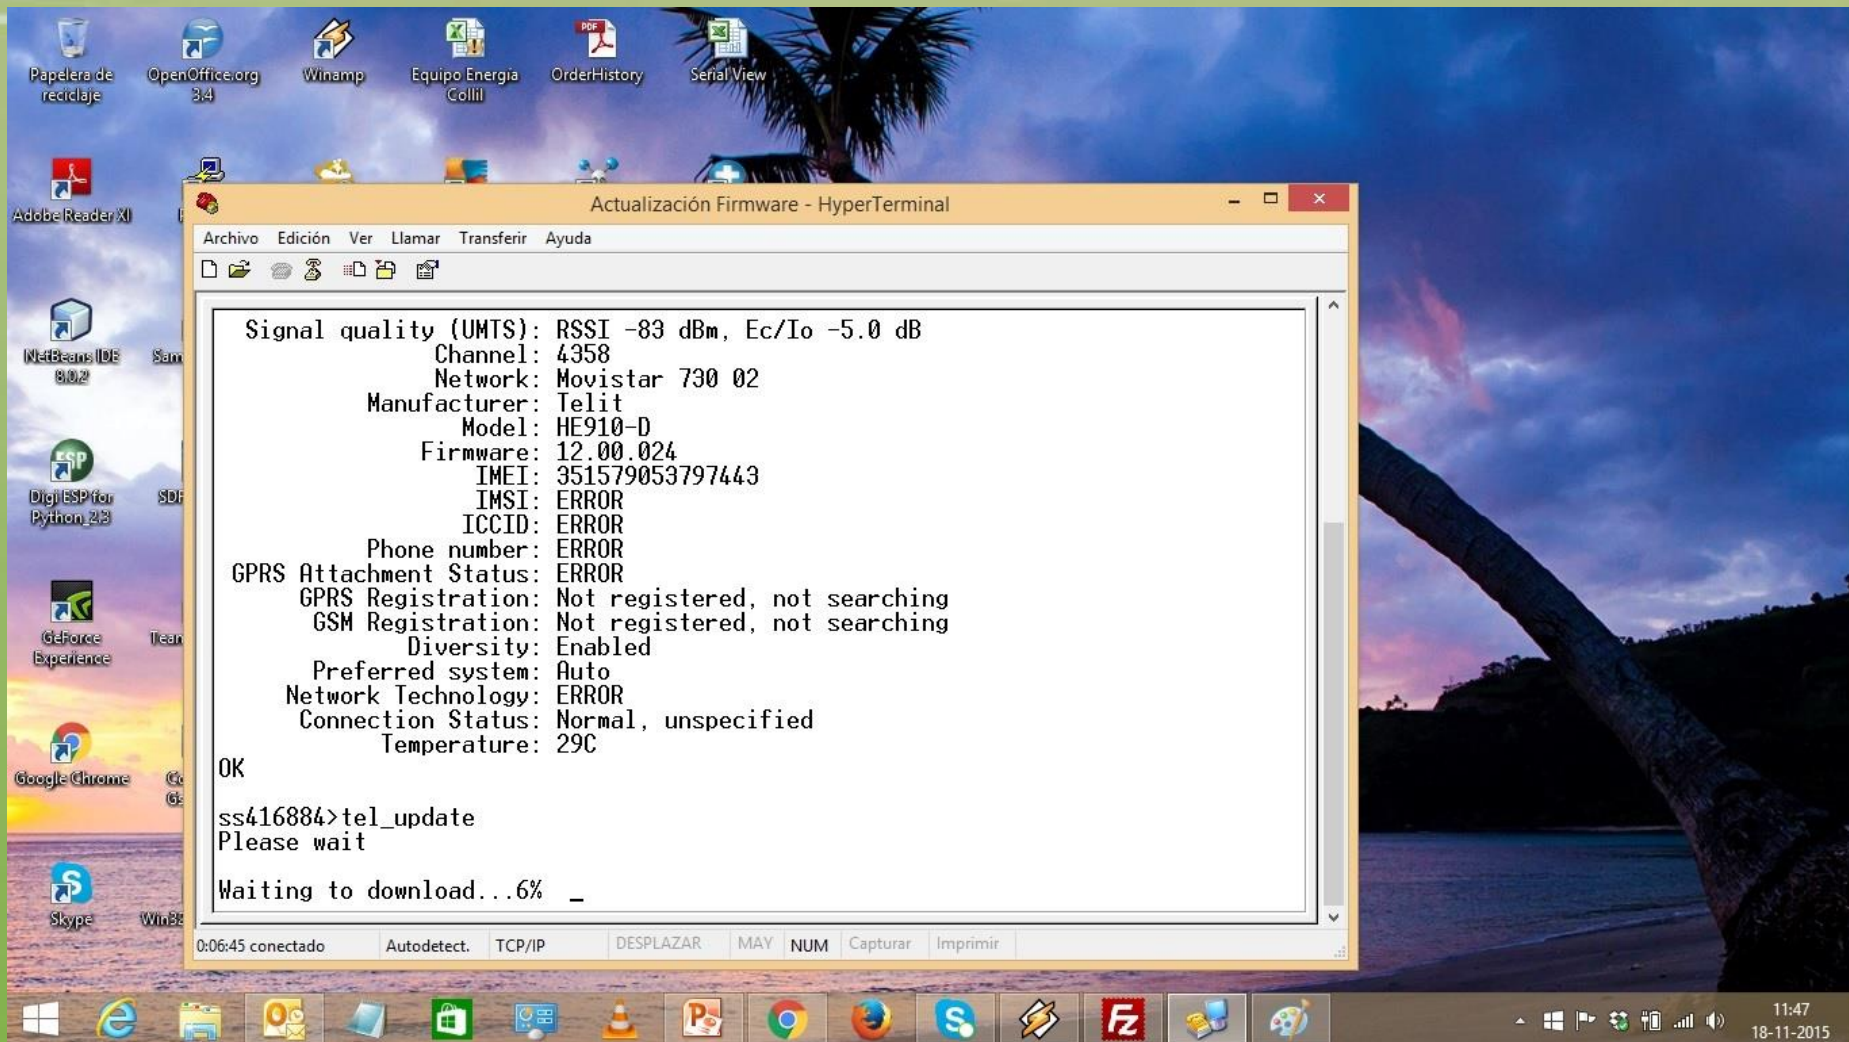 Papelera de
reciclaje
OpenOffice.org
3.4
Winamp
Equipo Energia
Collil
OrderHistory
Serial View
Adobe Reader XI
NetBeans IDE
8.0.2
Sam
Digi ESP for
Python_2.3
SDF
GeForce
Experience
Team
Google Chrome
Skype
Win32
Actualización Firmware - HyperTerminal
Archivo Edición Ver Llamar Transferir Ayuda
Signal quality (UMTS): RSSI -83 dBm, Ec/Io -5.0 dB
Channel: 4358
Network: Movistar 730 02
Manufacturer: Telit
Model: HE910-D
Firmware: 12.00.024
IMEI: 351579053797443
IMSI: ERROR
ICCID: ERROR
Phone number: ERROR
GPRS Attachment Status: ERROR
GPRS Registration: Not registered, not searching
GSM Registration: Not registered, not searching
Diversity: Enabled
Preferred system: Auto
Network Technology: ERROR
Connection Status: Normal, unspecified
Temperature: 29C
OK
ss416884>tel_update
Please wait
Waiting to download...6% _
0:06:45 conectado Autodetect. TCP/IP DESPLAZAR MAY NUM Capturar Imprimir
11:47
18-11-2015